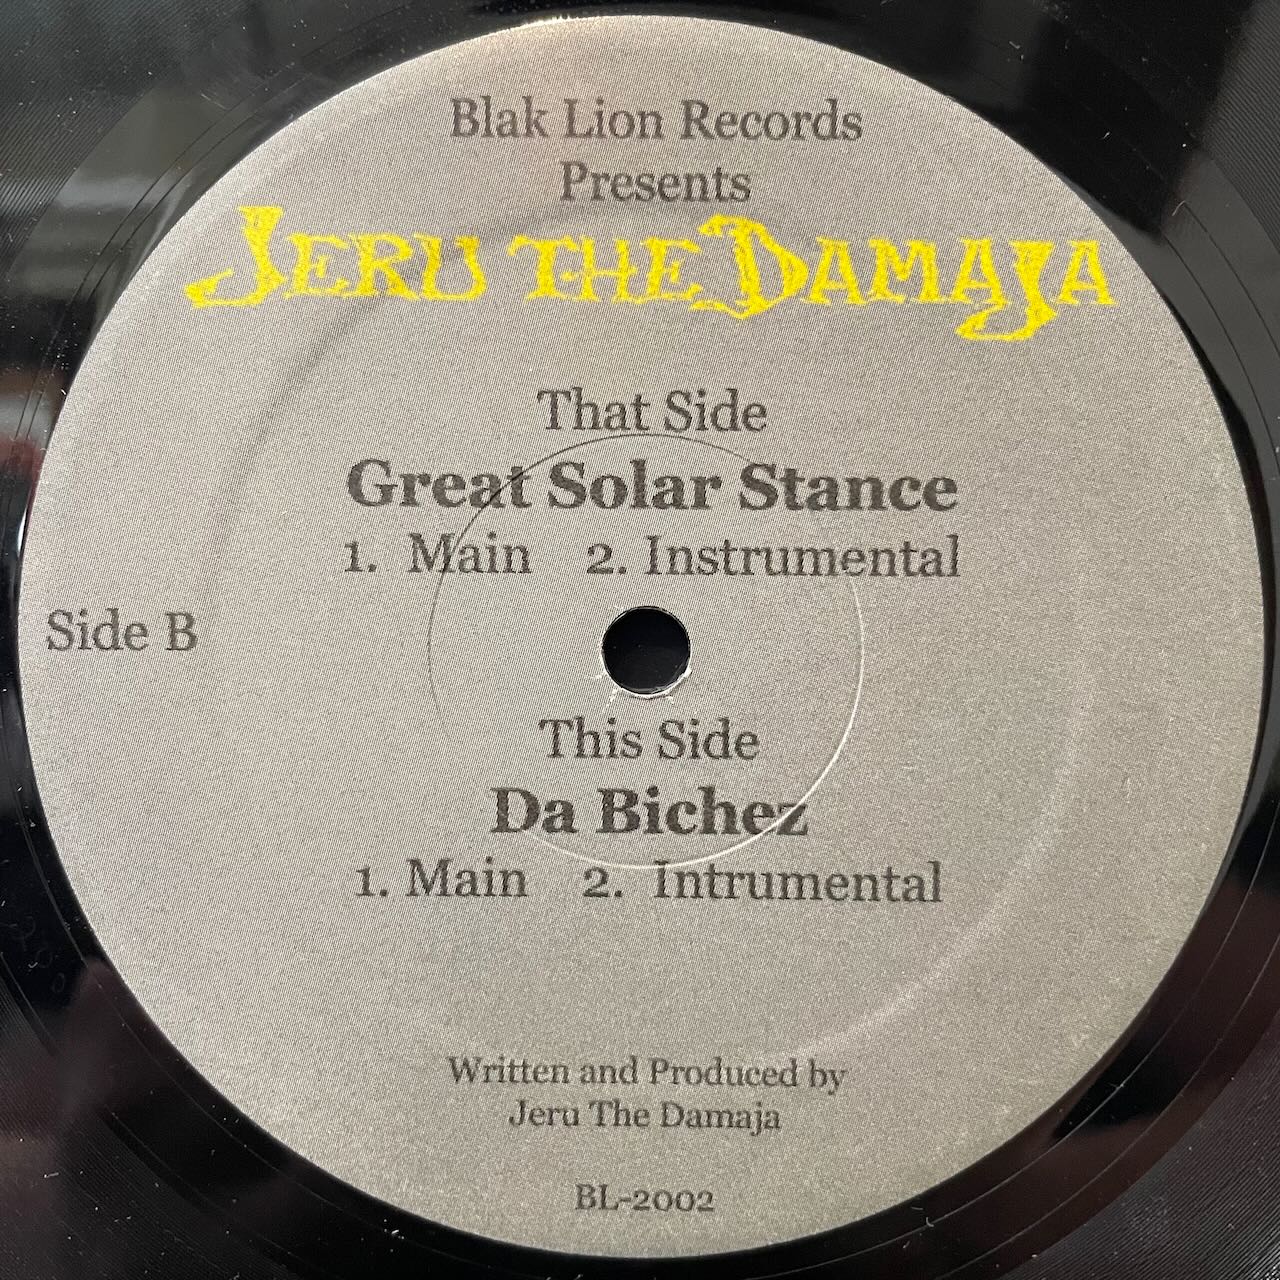 Blak Lion Records
Presents
JERU THE DAMAJA
That Side
Great Solar Stance
1. Main 2. Instrumental
Side B
This Side
Da Bichez
1. Main 2. Intrumental
Written and Produced by
Jeru The Damaja
BL-2002